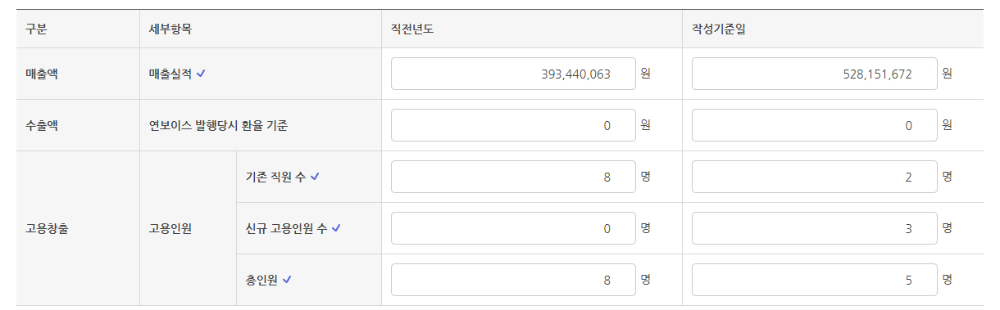 구분 세부항목 직전년도 작성기준일
매출액 매출실적 393,440,063 원 528,151,672 원
수출액 연보이스 발행당시 환율 기준 0 원 0 원
기존 직원 수 8 명 2 명
고용창출 고용인원 신규 고용인원 수 0 명 3 명
총인원 8 명 5 명